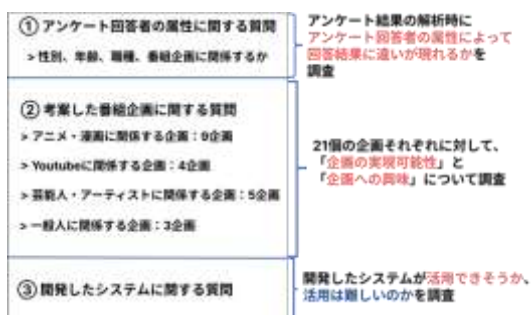 ① アンケート回答者の属性に関する質問
> 性別、年齢、職種、番組企画に関係するか
② 考案した番組企画に関する質問
> アニメ・漫画に関係する企画：9企画
> Youtubeに関係する企画：4企画
> 芸能人・アーティストに関係する企画：5企画
> 一般人に関係する企画：3企画
③ 開発したシステムに関する質問
アンケート結果の解析時に
アンケート回答者の属性によって
回答結果に違いが現れるかを
調査
21個の企画それぞれに対して、
「企画の実現可能性」と
「企画への興味」について調査
開発したシステムが活用できそうか、
活用は難しいのかを調査